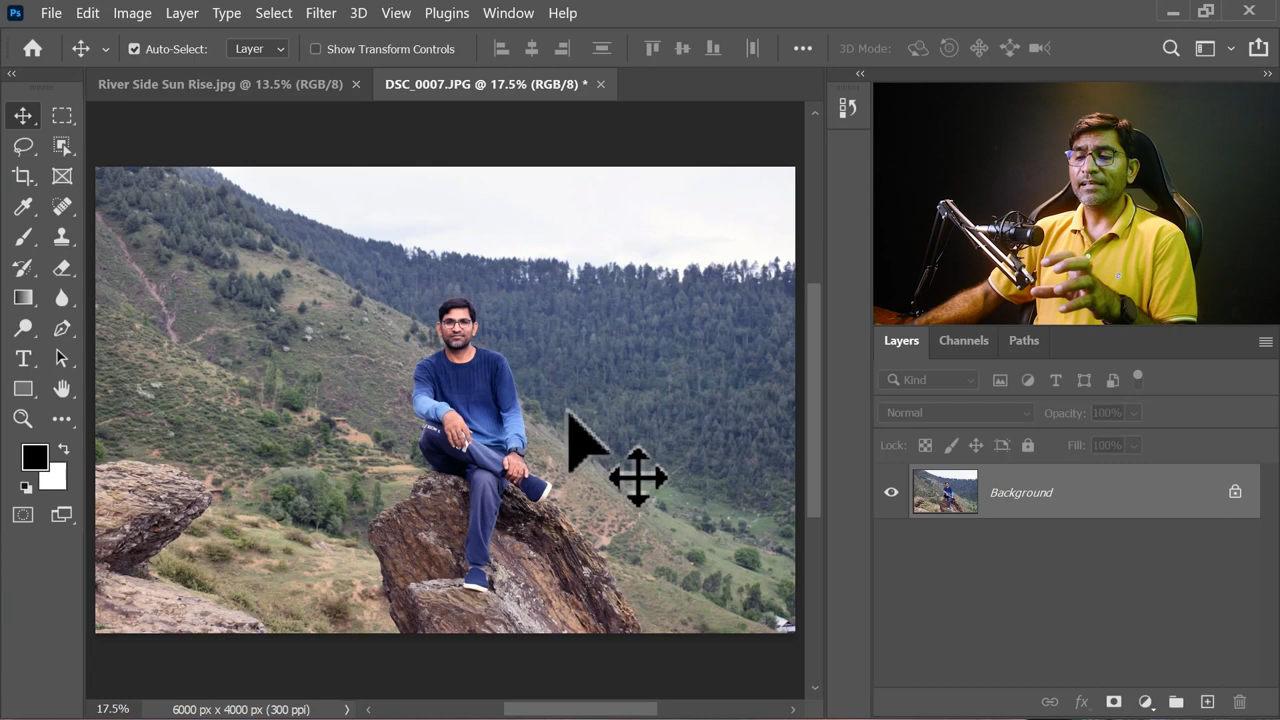 Ps File Edit Image Layer Type Select Filter 3D View Plugins Window Help
Auto-Select: Layer Show Transform Controls ••• 3D Mode:
River Side Sun Rise.jpg @ 13.5% (RGB/8) × DSC_0007.JPG @ 17.5% (RGB/8) * ×
Layers Channels Paths
Kind
Normal Opacity: 100%
Lock: Fill: 100%
Background
17.5% 6000 px x 4000 px (300 ppi)